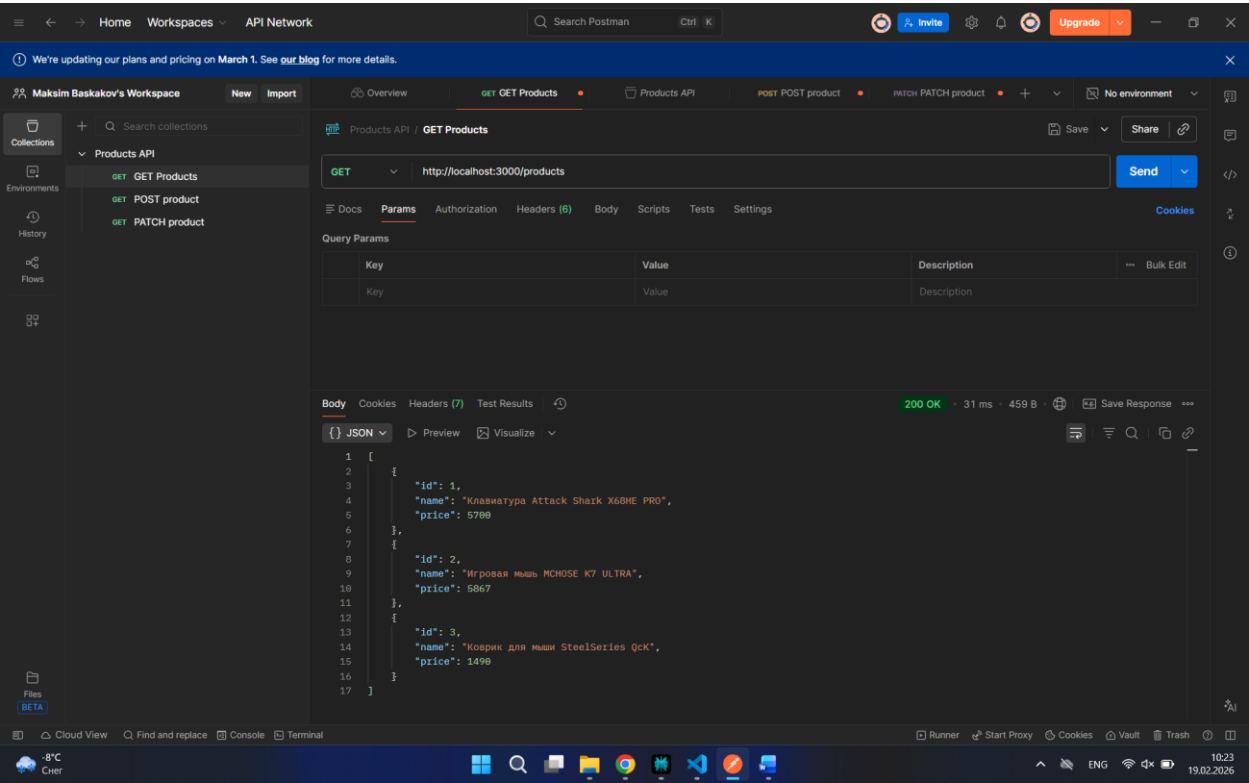 Home Workspaces API Network Search Postman Ctrl K Invite Upgrade
We're updating our plans and pricing on March 1. See our blog for more details.
Maksim Baskakov's Workspace New Import Overview GET GET Products Products API POST POST product PATCH PATCH product No environment
Collections
Search collections
Products API / GET Products Save Share
Products API
GET GET Products
GET POST product
GET PATCH product
Environments
History
Flows
GET http://localhost:3000/products Send
Docs Params Authorization Headers (6) Body Scripts Tests Settings Cookies
Query Params
Key Value Description Bulk Edit
Key Value Description
Body Cookies Headers (7) Test Results 200 OK 31 ms 459 B Save Response
{} JSON Preview Visualize
1 [
2 {
3 "id": 1,
4 "name": "Клавиатура Attack Shark X68HE PRO",
5 "price": 5700
6 },
7 {
8 "id": 2,
9 "name": "Игровая мышь MCHOSE K7 ULTRA",
10 "price": 5867
11 },
12 {
13 "id": 3,
14 "name": "Коврик для мыши SteelSeries QcK",
15 "price": 1490
16 }
17 ]
Files
BETA
AI
Cloud View Find and replace Console Terminal Runner Start Proxy Cookies Vault Trash
-8°C
Снег
ENG
10:23
19.02.2026